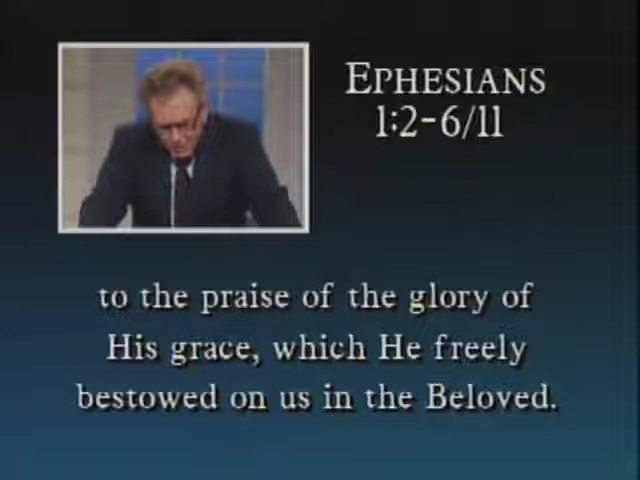 EPHESIANS
1:2-6/11
to the praise of the glory of
His grace, which He freely
bestowed on us in the Beloved.